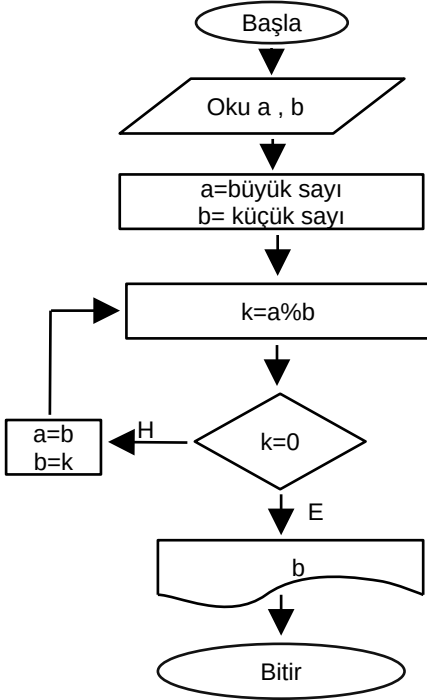 Başla
Oku a , b
a=büyük sayı
b= küçük sayı
k=a%b
k=0
H
a=b
b=k
E
b
Bitir